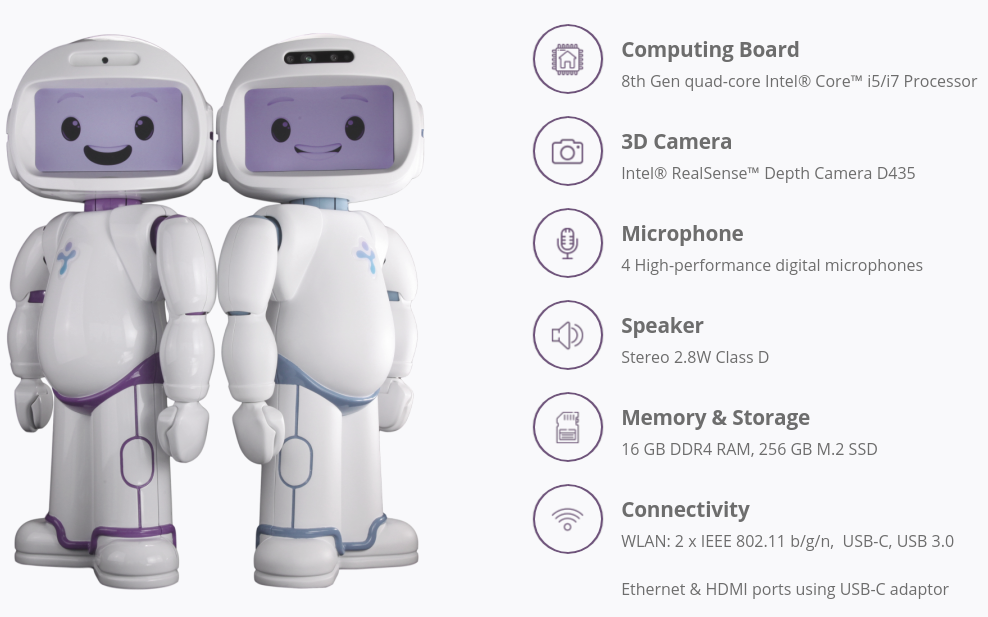 Computing Board
8th Gen quad-core Intel® Core™ i5/i7 Processor
3D Camera
Intel® RealSense™ Depth Camera D435
Microphone
4 High-performance digital microphones
Speaker
Stereo 2.8W Class D
Memory & Storage
16 GB DDR4 RAM, 256 GB M.2 SSD
Connectivity
WLAN: 2 x IEEE 802.11 b/g/n,  USB-C, USB 3.0
Ethernet & HDMI ports using USB-C adaptor